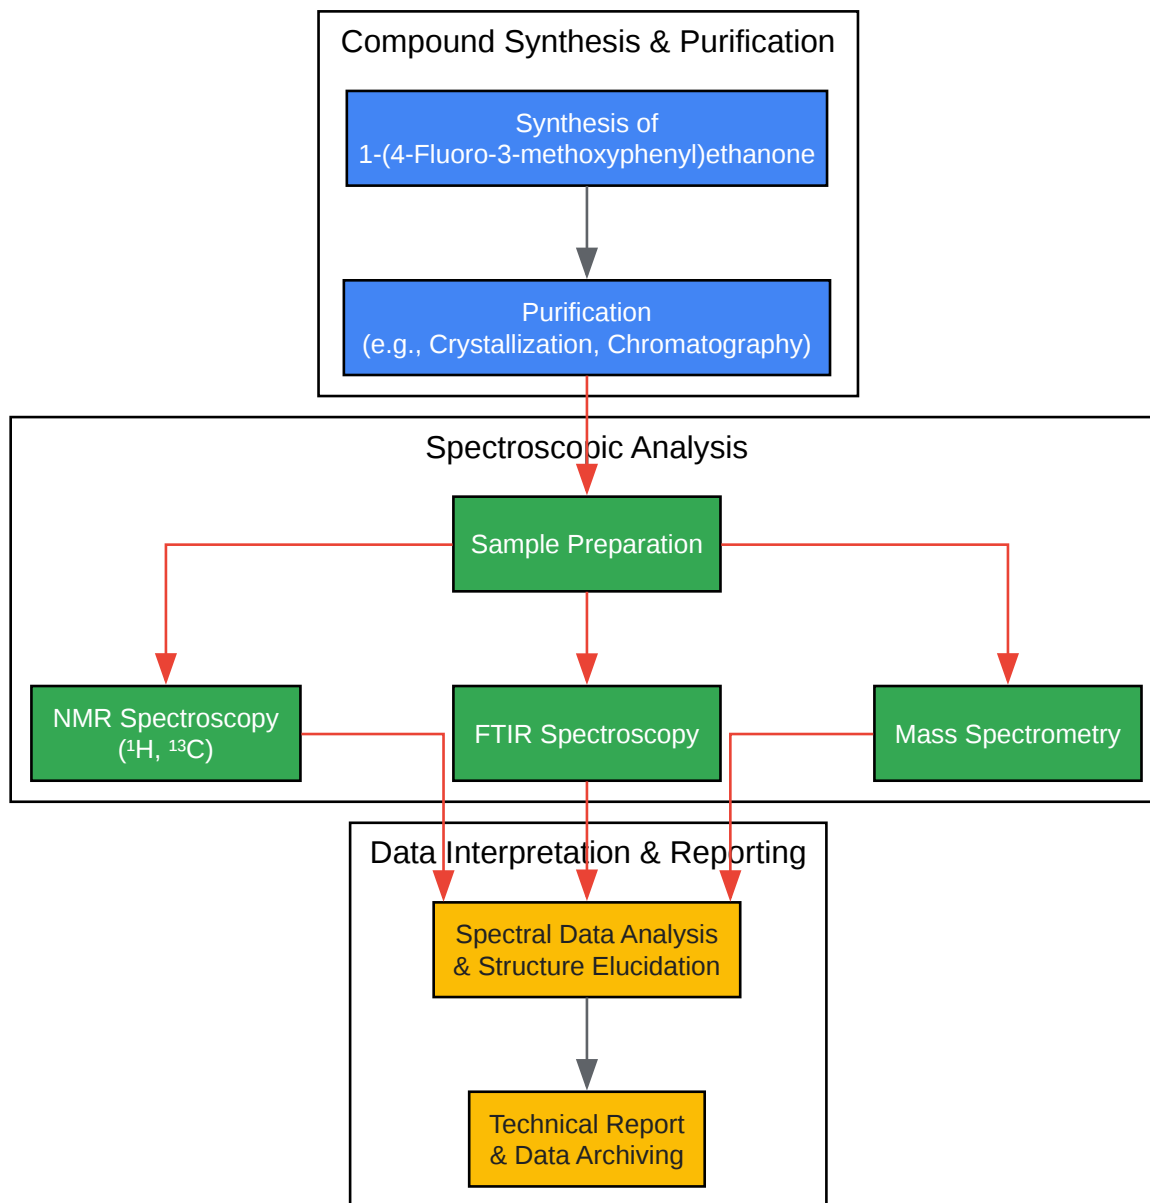 Compound Synthesis & Purification
Synthesis of
1-(4-Fluoro-3-methoxyphenyl)ethanone
Purification
(e.g., Crystallization, Chromatography)
Spectroscopic Analysis
Sample Preparation
NMR Spectroscopy
(¹H, ¹³C)
FTIR Spectroscopy
Mass Spectrometry
Data Interpretation & Reporting
Spectral Data Analysis
& Structure Elucidation
Technical Report
& Data Archiving